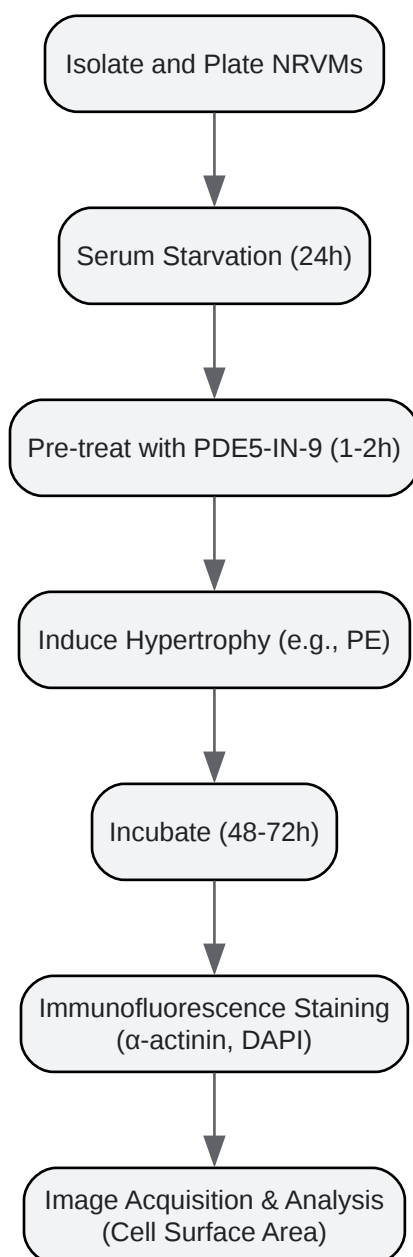 Isolate and Plate NRVMs
Serum Starvation (24h)
Pre-treat with PDE5-IN-9 (1-2h)
Induce Hypertrophy (e.g., PE)
Incubate (48-72h)
Immunofluorescence Staining
(α-actinin, DAPI)
Image Acquisition & Analysis
(Cell Surface Area)